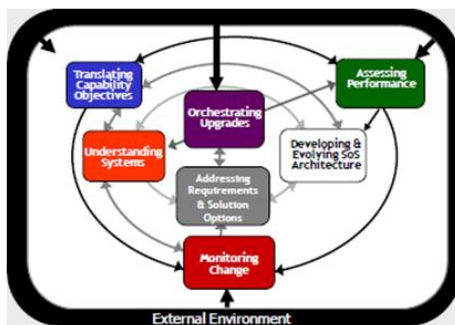 Translating
Capability
Objectives
Assessing
Performance
Orchestrating
Upgrades
Understanding
Systems
Developing &
Evolving SoS
Architecture
Addressing
Requirements
& Solution
Options
Monitoring
Change
External Environment